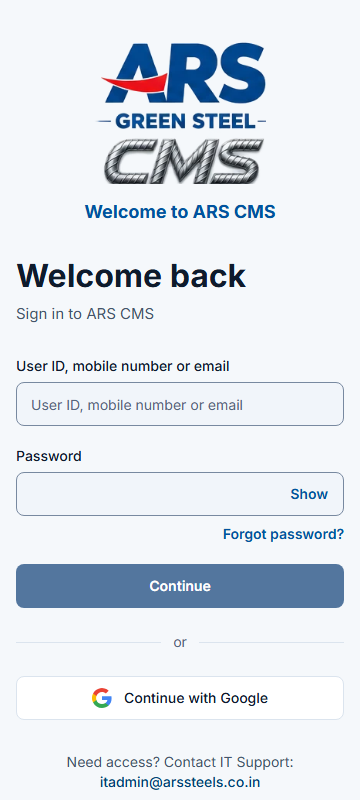 ARS
GREEN STEEL
CMS
Welcome to ARS CMS
Welcome back
Sign in to ARS CMS
User ID, mobile number or email
User ID, mobile number or email
Password
Show
Forgot password?
Continue
or
Continue with Google
Need access? Contact IT Support:
itadmin@arssteels.co.in